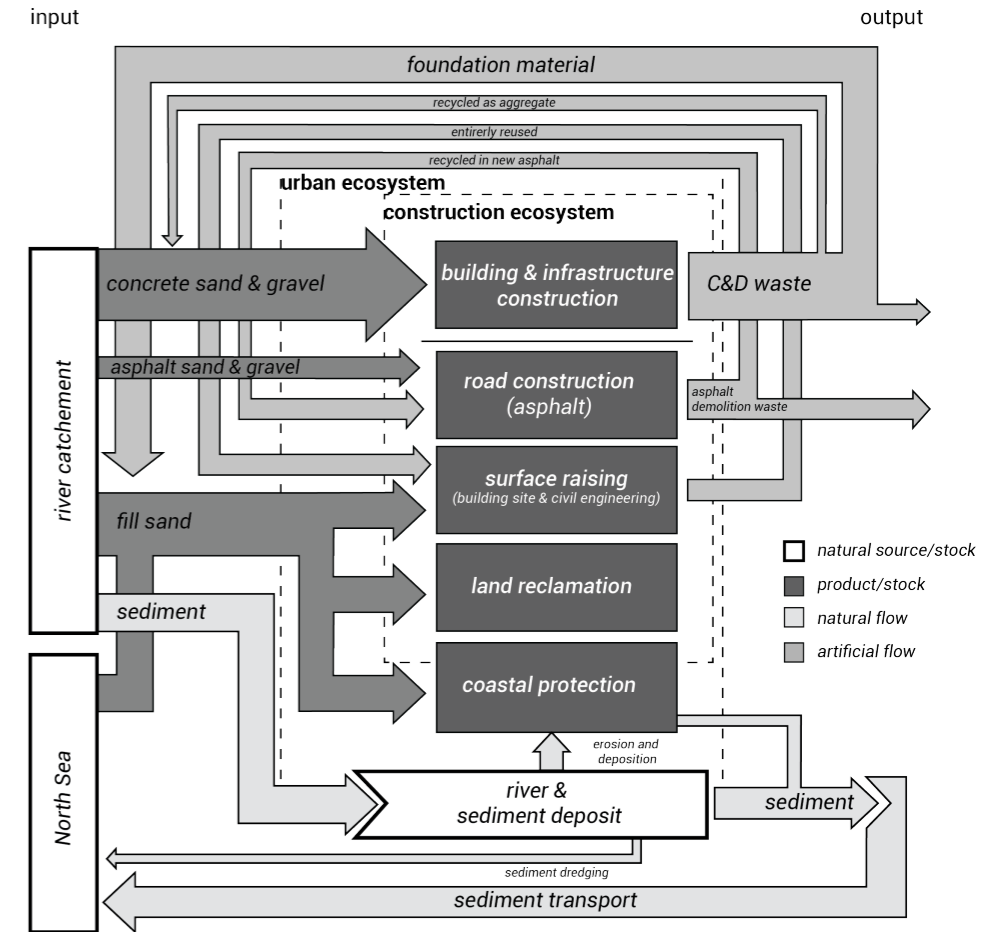 input
output
foundation material
recycled as aggregate
entirerly reused
recycled in new asphalt
urban ecosystem
construction ecosystem
concrete sand & gravel
building & infrastructure
construction
C&D waste
river catchement
asphalt sand & gravel
road construction
(asphalt)
asphalt
demolition waste
surface raising
(building site & civil engineering)
fill sand
natural source/stock
land reclamation
product/stock
sediment
natural flow
artificial flow
coastal protection
North Sea
erosion and
deposition
river &
sediment deposit
sediment
sediment dredging
sediment transport